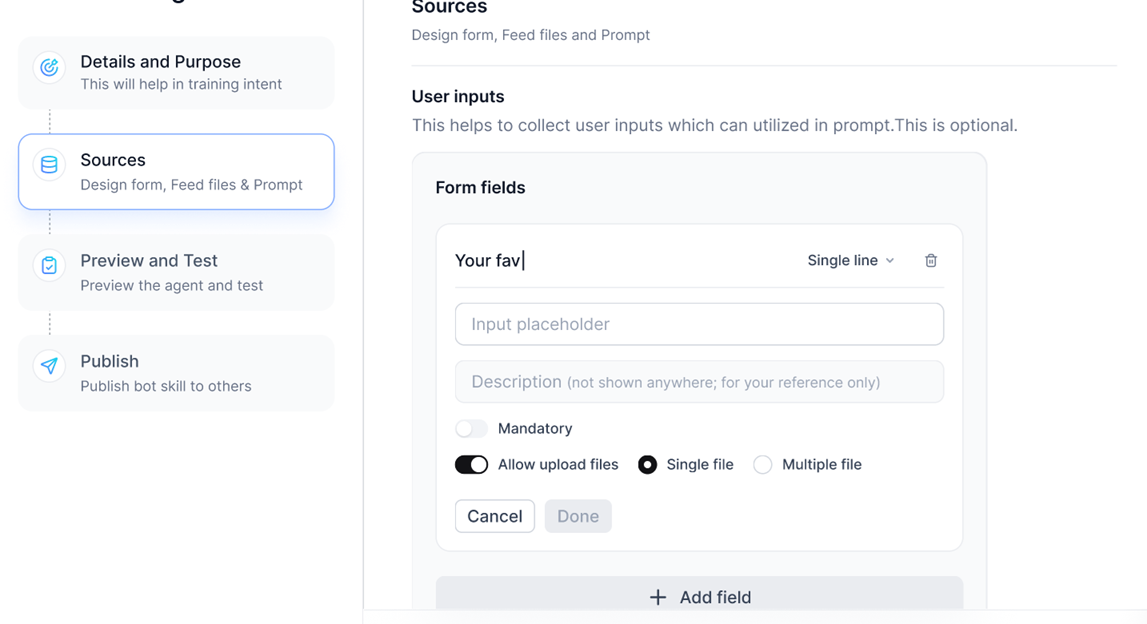 Sources
Design form, Feed files and Prompt
Details and Purpose
This will help in training intent
Sources
Design form, Feed files & Prompt
Preview and Test
Preview the agent and test
Publish
Publish bot skill to others
User inputs
This helps to collect user inputs which can utilized in prompt.This is optional.
Form fields
Your fav
Single line
Input placeholder
Description (not shown anywhere; for your reference only)
Mandatory
Allow upload files
Single file
Multiple file
Cancel
Done
Add field